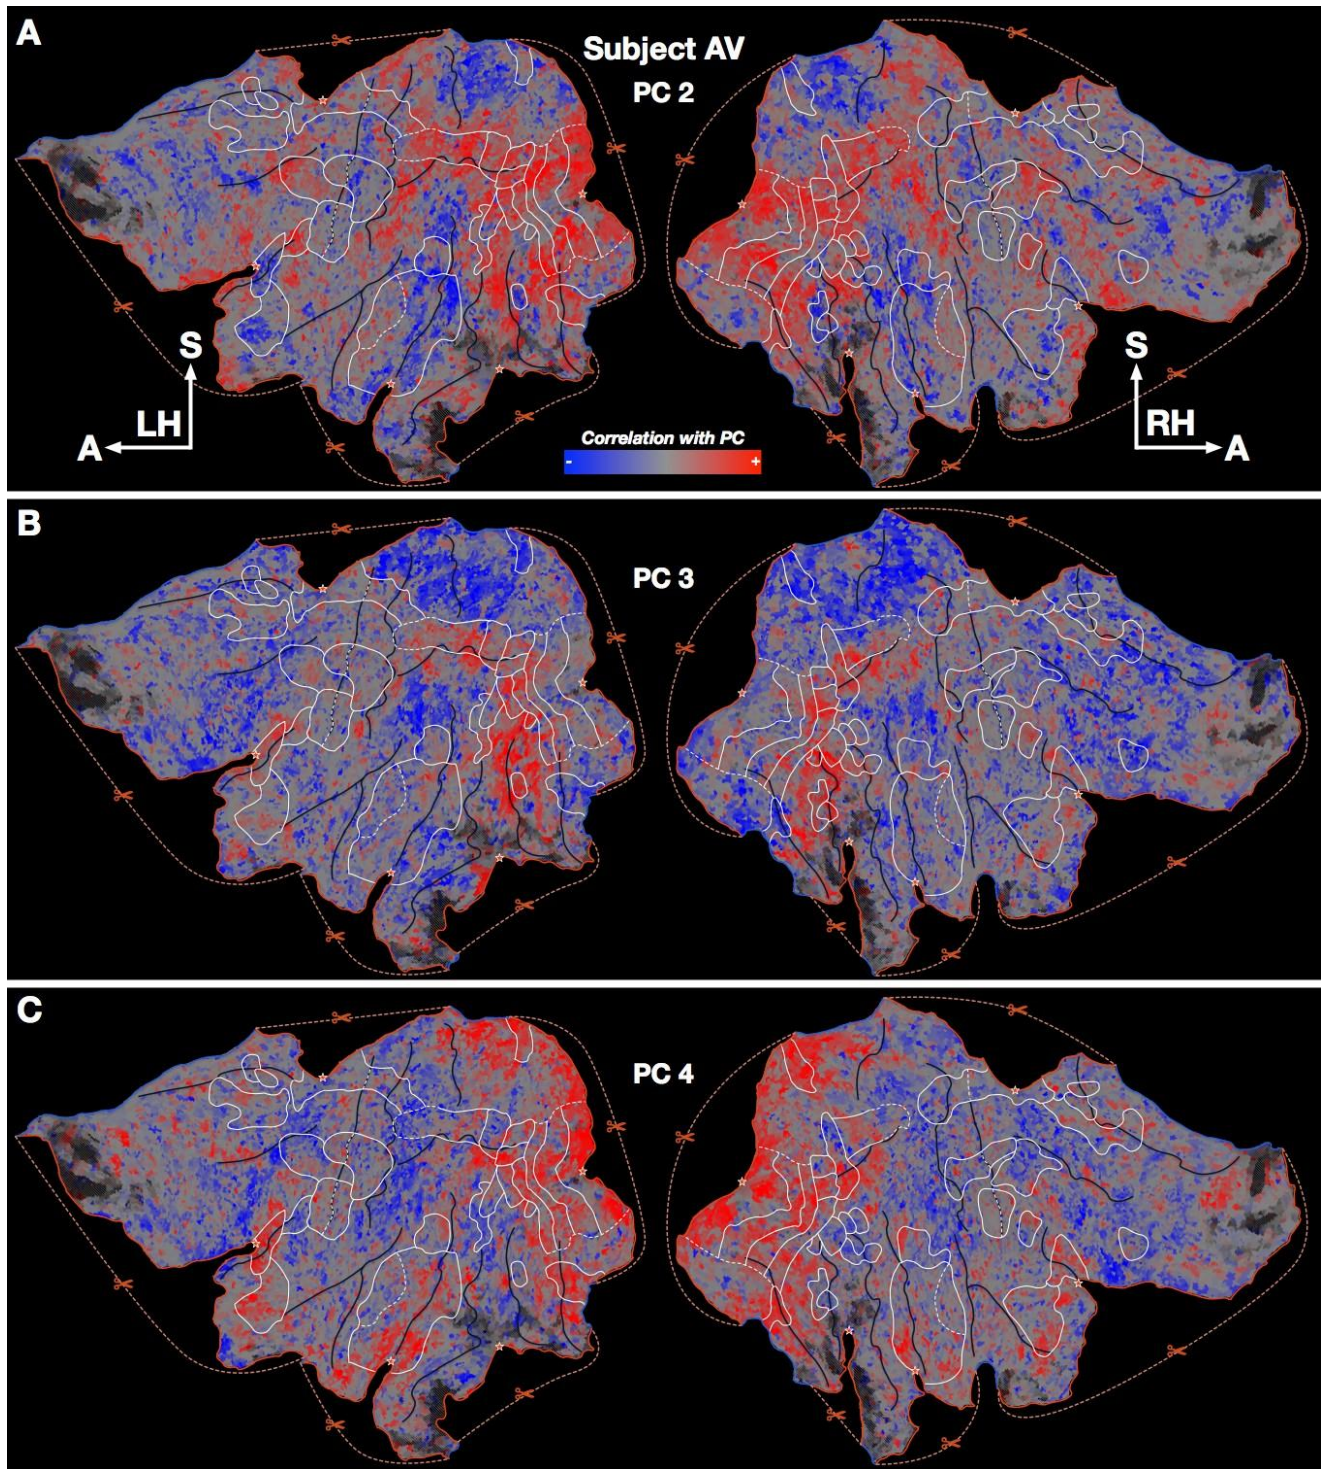 A
Subject AV
PC 2
S
LH
A
Correlation with PC
- +
S
RH
A
B
PC 3
C
PC 4